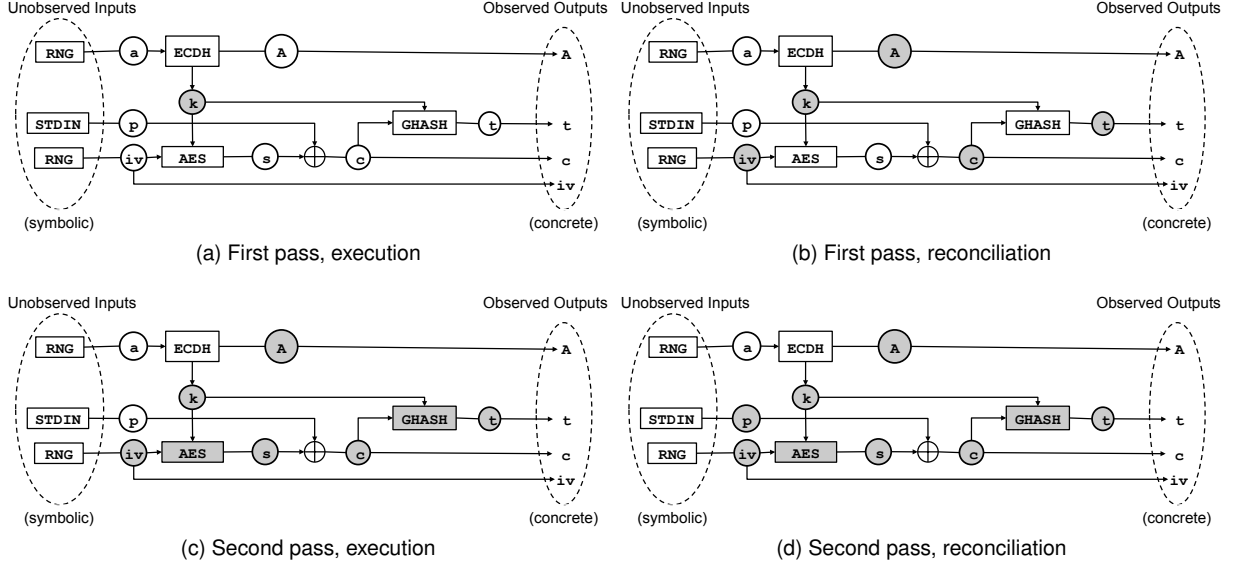 Unobserved Inputs
Observed Outputs
RNG a ECDH A A
k
STDIN p GHASH t t
RNG iv AES s c c
iv
(symbolic)
(concrete)
(a) First pass, execution
Unobserved Inputs
Observed Outputs
RNG a ECDH A A
k
STDIN p GHASH t t
RNG iv AES s c c
iv
(symbolic)
(concrete)
(b) First pass, reconciliation
Unobserved Inputs
Observed Outputs
RNG a ECDH A A
k
STDIN p GHASH t t
RNG iv AES s c c
iv
(symbolic)
(concrete)
(c) Second pass, execution
Unobserved Inputs
Observed Outputs
RNG a ECDH A A
k
STDIN p GHASH t t
RNG iv AES s c c
iv
(symbolic)
(concrete)
(d) Second pass, reconciliation